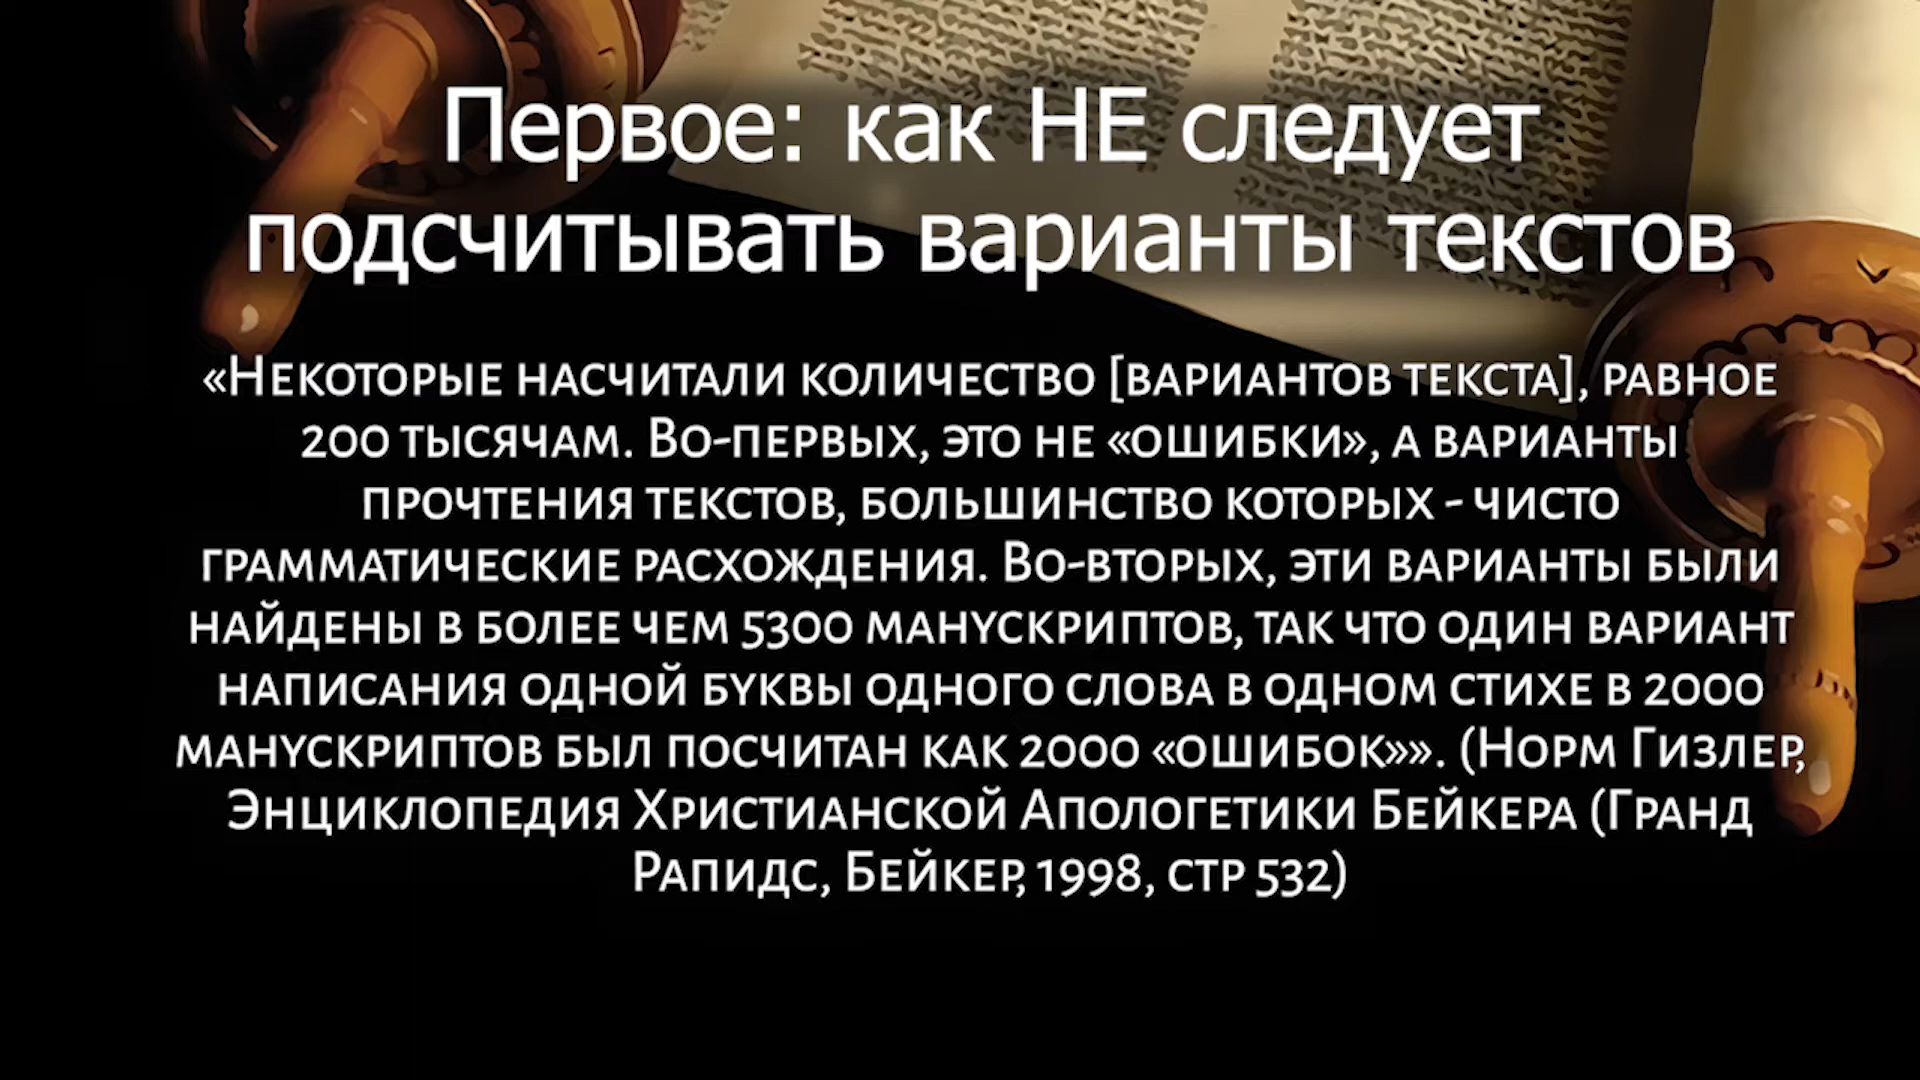 Первое: как НЕ следует
подсчитывать варианты текстов
«Некоторые насчитали количество [вариантов текста], равное
200 тысячам. Во-первых, это не «ошибки», а варианты
прочтения текстов, большинство которых - чисто
грамматические расхождения. Во-вторых, эти варианты были
найдены в более чем 5300 манускриптов, так что один вариант
написания одной буквы одного слова в одном стихе в 2000
манускриптов был посчитан как 2000 «ошибок»». (Норм Гизлер,
Энциклопедия Христианской Апологетики Бейкера (Гранд
Рапидс, Бейкер, 1998, стр 532)